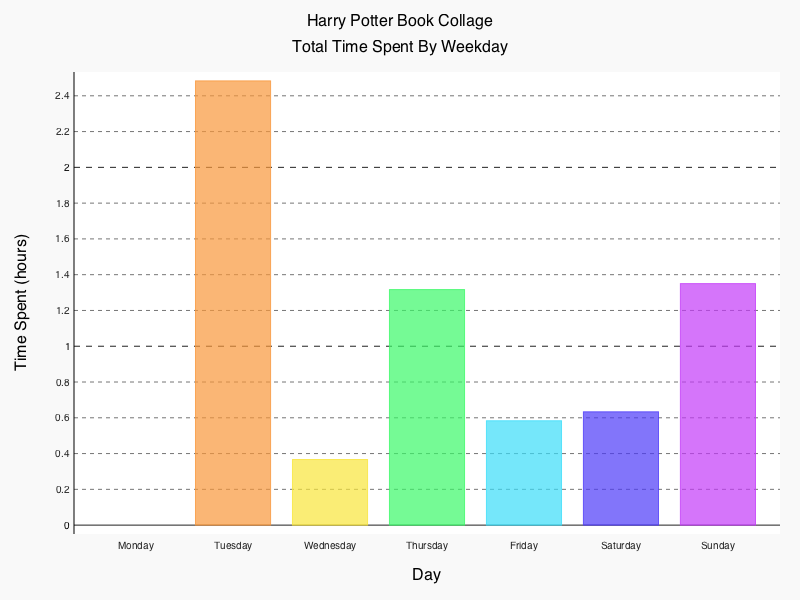 Harry Potter Book Collage
Total Time Spent By Weekday
Time Spent (hours)
2.4
2.2
2
1.8
1.6
1.4
1.2
1
0.8
0.6
0.4
0.2
0
Monday Tuesday Wednesday Thursday Friday Saturday Sunday
Day